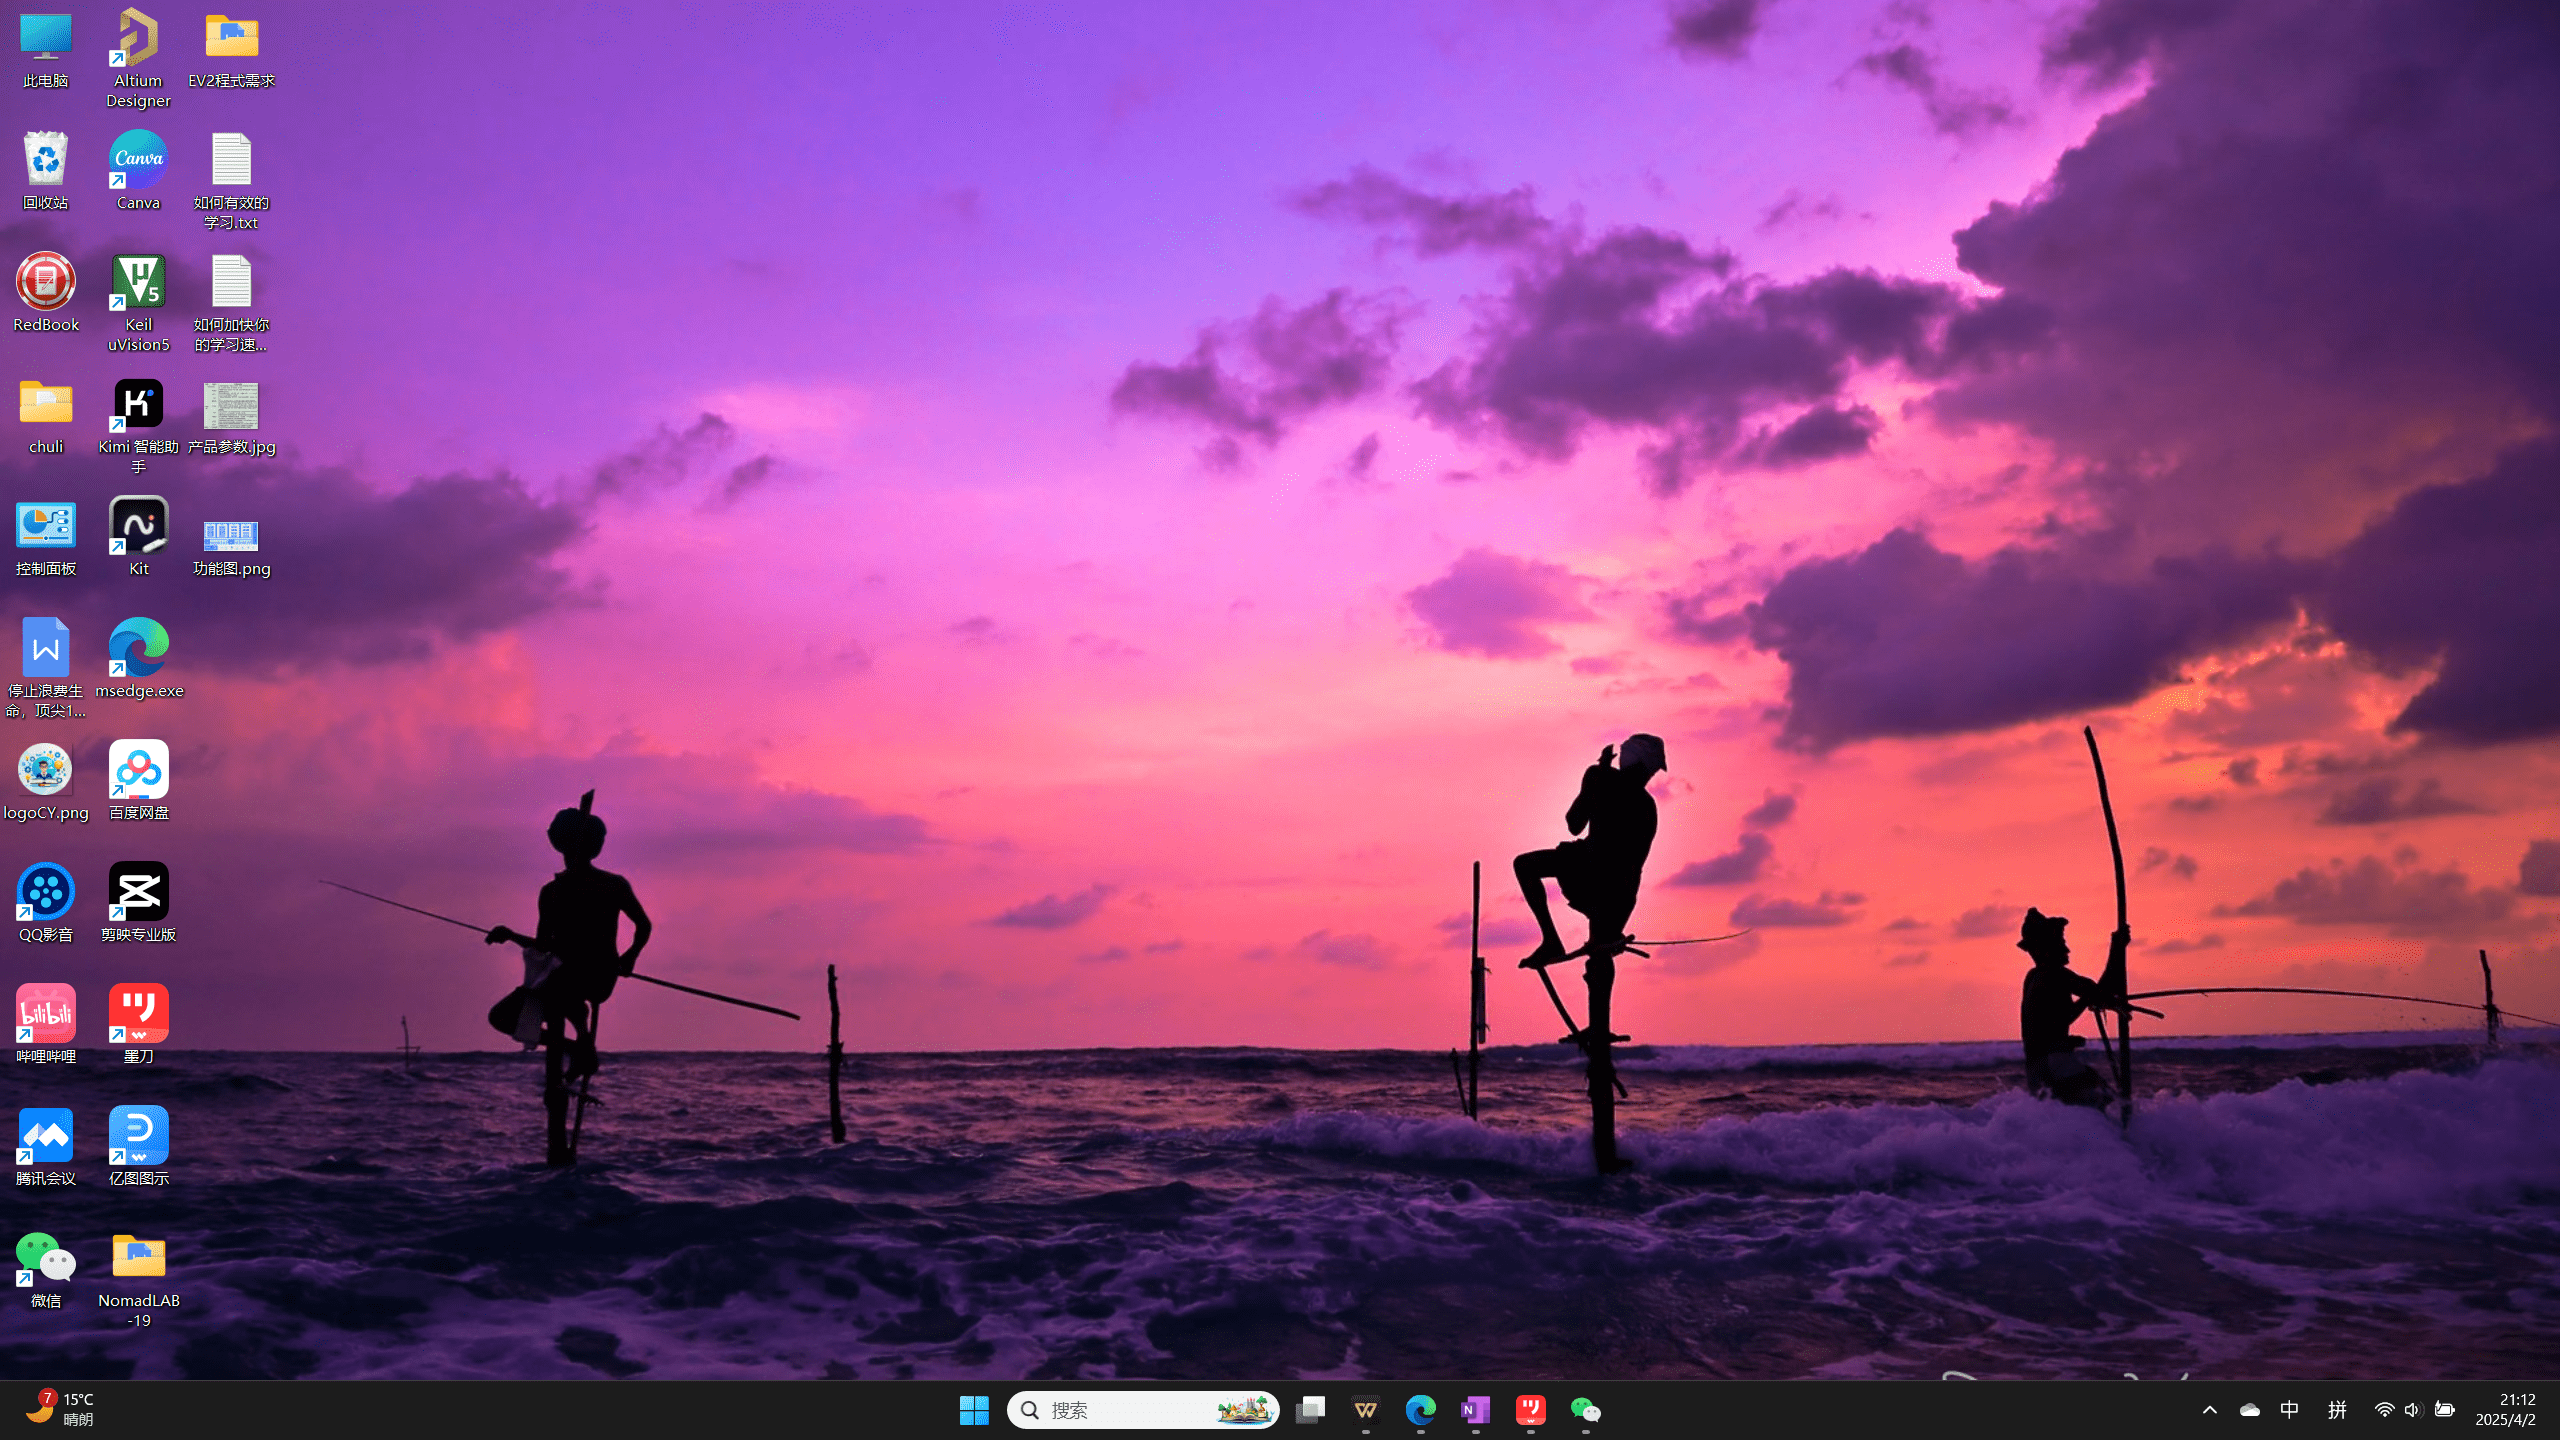 此电脑
Altium
Designer
EV2程式需求
回收站
Canva
Canva
如何有效的
学习.txt
RedBook
μ
5
Keil
uVision5
如何加快你
的学习速...
chuli
K
Kimi 智能助
手
产品参数.jpg
控制面板
Kit
功能图.png
W
停止浪费生
命，顶尖1...
msedge.exe
logoCY.png
百度网盘
QQ影音
剪映专业版
bilibili
哔哩哔哩
墨刀
腾讯会议
亿图图示
微信
NomadLAB
-19
7
15°C
晴朗
搜索
N
中
拼
21:12
2025/4/2